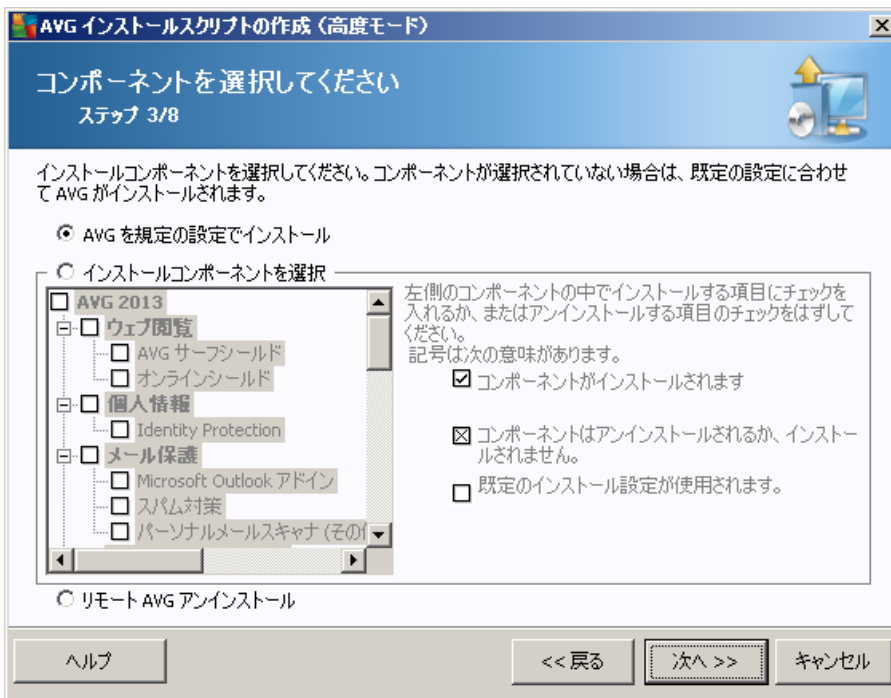 AVG インストールスクリプトの作成（高度モード）
コンポーネントを選択してください
ステップ 3/8
インストールコンポーネントを選択してください。コンポーネントが選択されていない場合は、既定の設定に合わせ
て AVG がインストールされます。
AVG を規定の設定でインストール
インストールコンポーネントを選択
AVG 2013
ウェブ閲覧
AVG サーフシールド
オンラインシールド
個人情報
Identity Protection
メール保護
Microsoft Outlook アドイン
スパム対策
パーソナルメールスキャナ (その他
左側のコンポーネントの中でインストールする項目にチェックを
入れるか、またはアンインストールする項目のチェックをはずして
ください。
記号は次の意味があります。
コンポーネントがインストールされます
コンポーネントはアンインストールされるか、インストー
ルされません。
既定のインストール設定が使用されます。
リモート AVG アンインストール
ヘルプ
<< 戻る
次へ >>
キャンセル